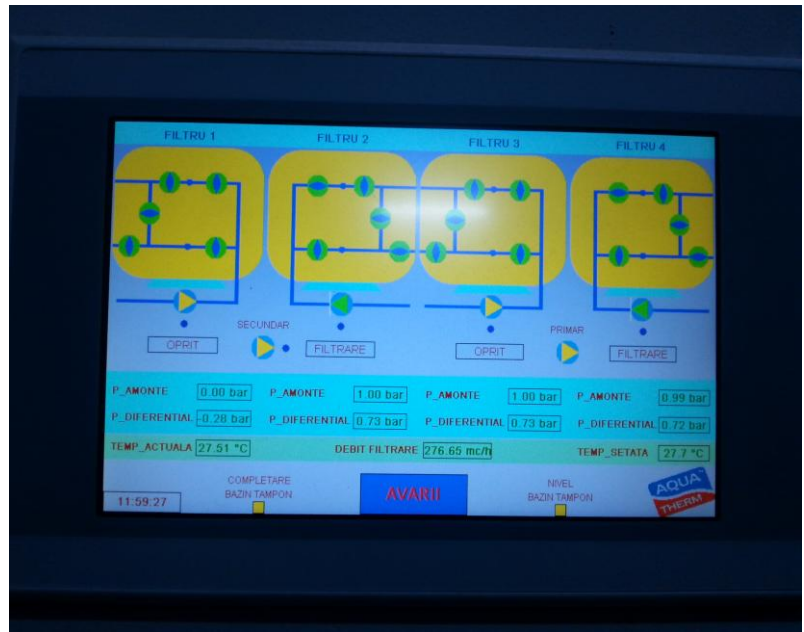 FILTRU 1 FILTRU 2 FILTRU 3 FILTRU 4
SECUNDAR PRIMAR
OPRIT FILTRARE OPRIT FILTRARE
P_AMONTE 0.00 bar P_AMONTE 1.00 bar P_AMONTE 1.00 bar P_AMONTE 0.99 bar
P_DIFERENTIAL -0.28 bar P_DIFERENTIAL 0.73 bar P_DIFERENTIAL 0.73 bar P_DIFERENTIAL 0.72 bar
TEMP_ACTUALA 27.51 °C DEBIT FILTRARE 276.65 mc/h TEMP_SETATA 27.7 °C
COMPLETARE
BAZIN TAMPON
AVARII
NIVEL
BAZIN TAMPON
AQUA
THERM
11:59:27